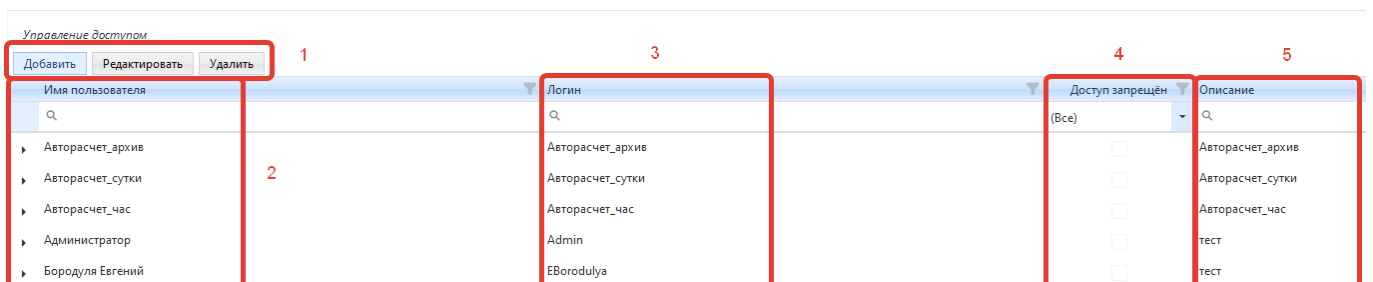 Управление доступом
1 3 4 5
Добавить Редактировать Удалить
Имя пользователя Логин Доступ запрещён Описание
(Все)
Авторасчет_архив Авторасчет_архив Авторасчет_архив
2
Авторасчет_сутки Авторасчет_сутки Авторасчет_сутки
Авторасчет_час Авторасчет_час Авторасчет_час
Администратор Admin тест
Бородуля Евгений EBorodulya тест